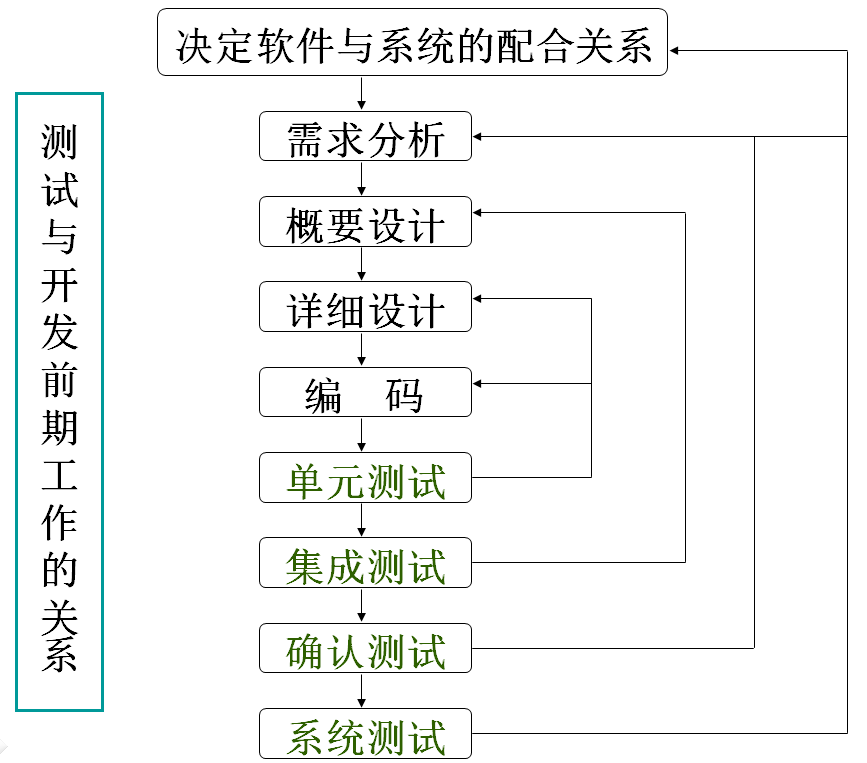 决定软件与系统的配合关系
测试与开发前期工作的关系
需求分析
概要设计
详细设计
编 码
单元测试
集成测试
确认测试
系统测试